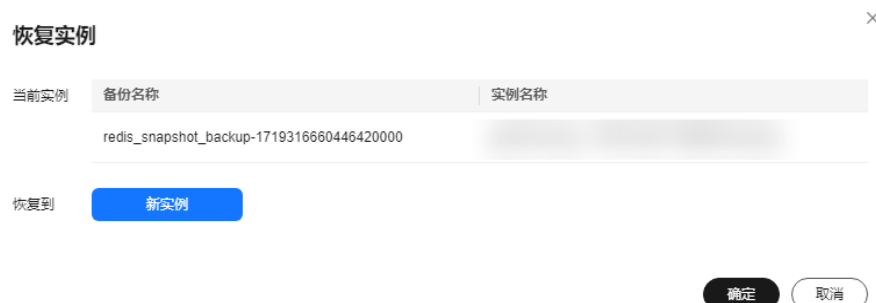 恢复实例
当前实例 备份名称 实例名称
redis_snapshot_backup-1719316660446420000
恢复到 新实例
确定 取消